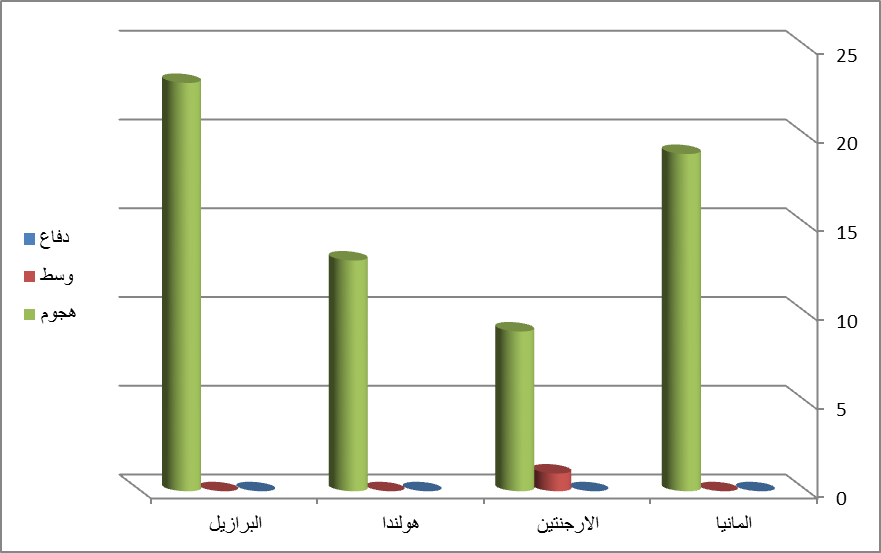 25
20
15
10
5
0
المانيا
الارجنتين
هولندا
البرازيل
دفاع
وسط
هجوم